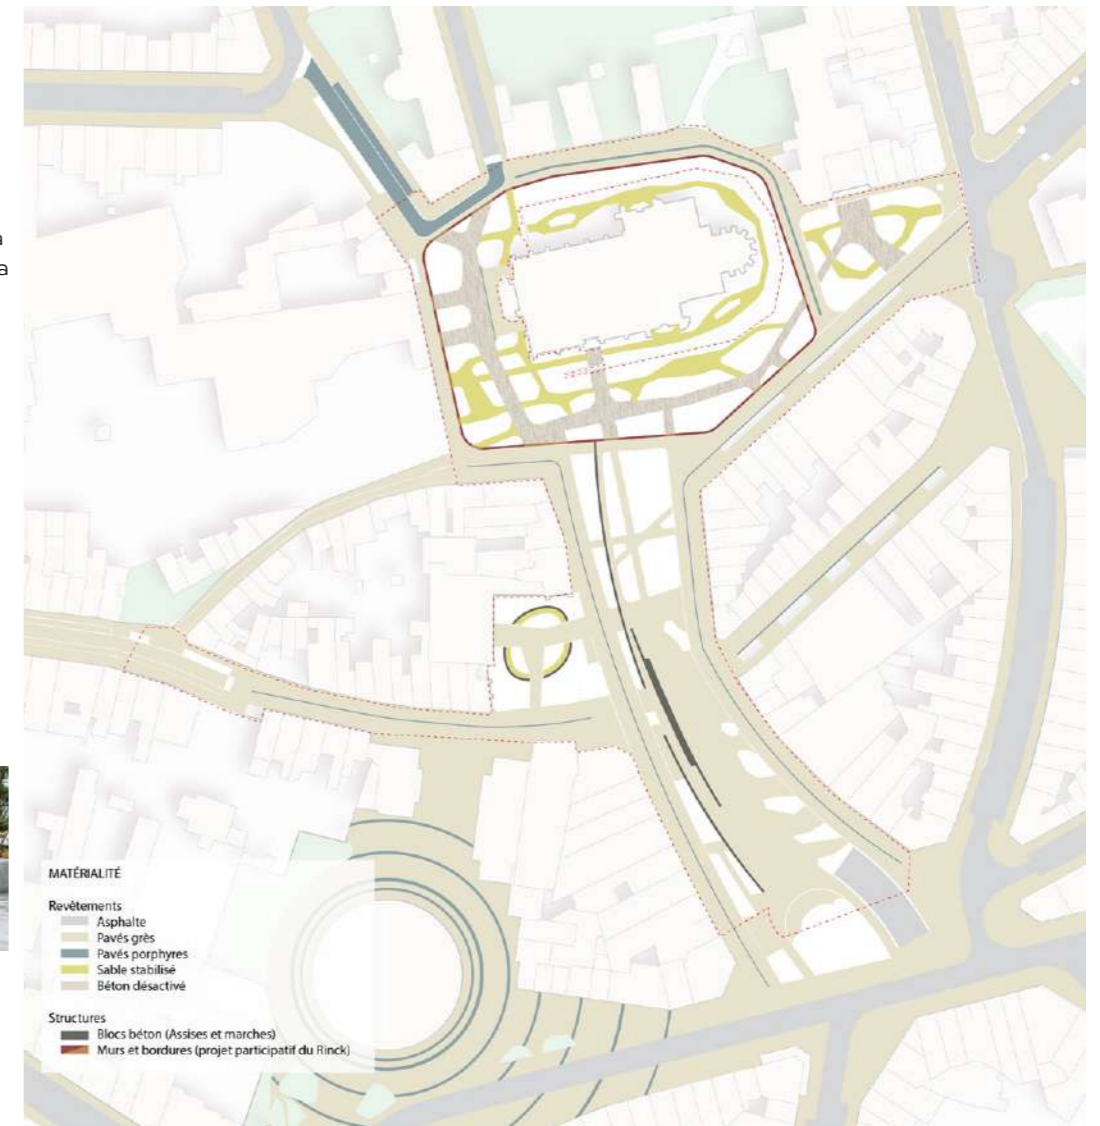 a
a
MATÉRIALITÉ
Revêtements
Asphalte
Pavés grès
Pavés porphyres
Sable stabilisé
Béton désactivé
Structures
Blocs béton (Assises et marches)
Murs et bordures (projet participatif du Rinck)